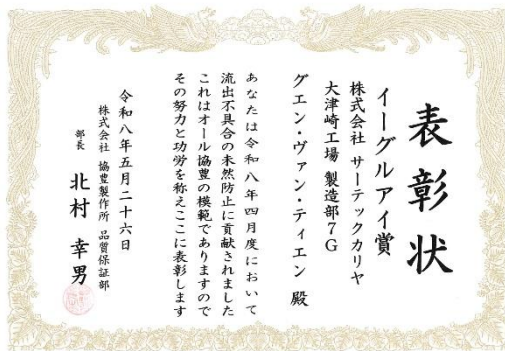 表彰状
イーグルアイ賞
株式会社 サーテックカリヤ
大津崎工場 製造部7G
グエン・ヴァン・ティエン 殿
あなたは令和八年四月度において
流出不具合の未然防止に貢献されました
これはオール協豊の模範でありますので
その努力と功労を称えここに表彰します
令和八年五月二十六日
株式会社 協豊製作所 品質保証部
部長 北村 幸男